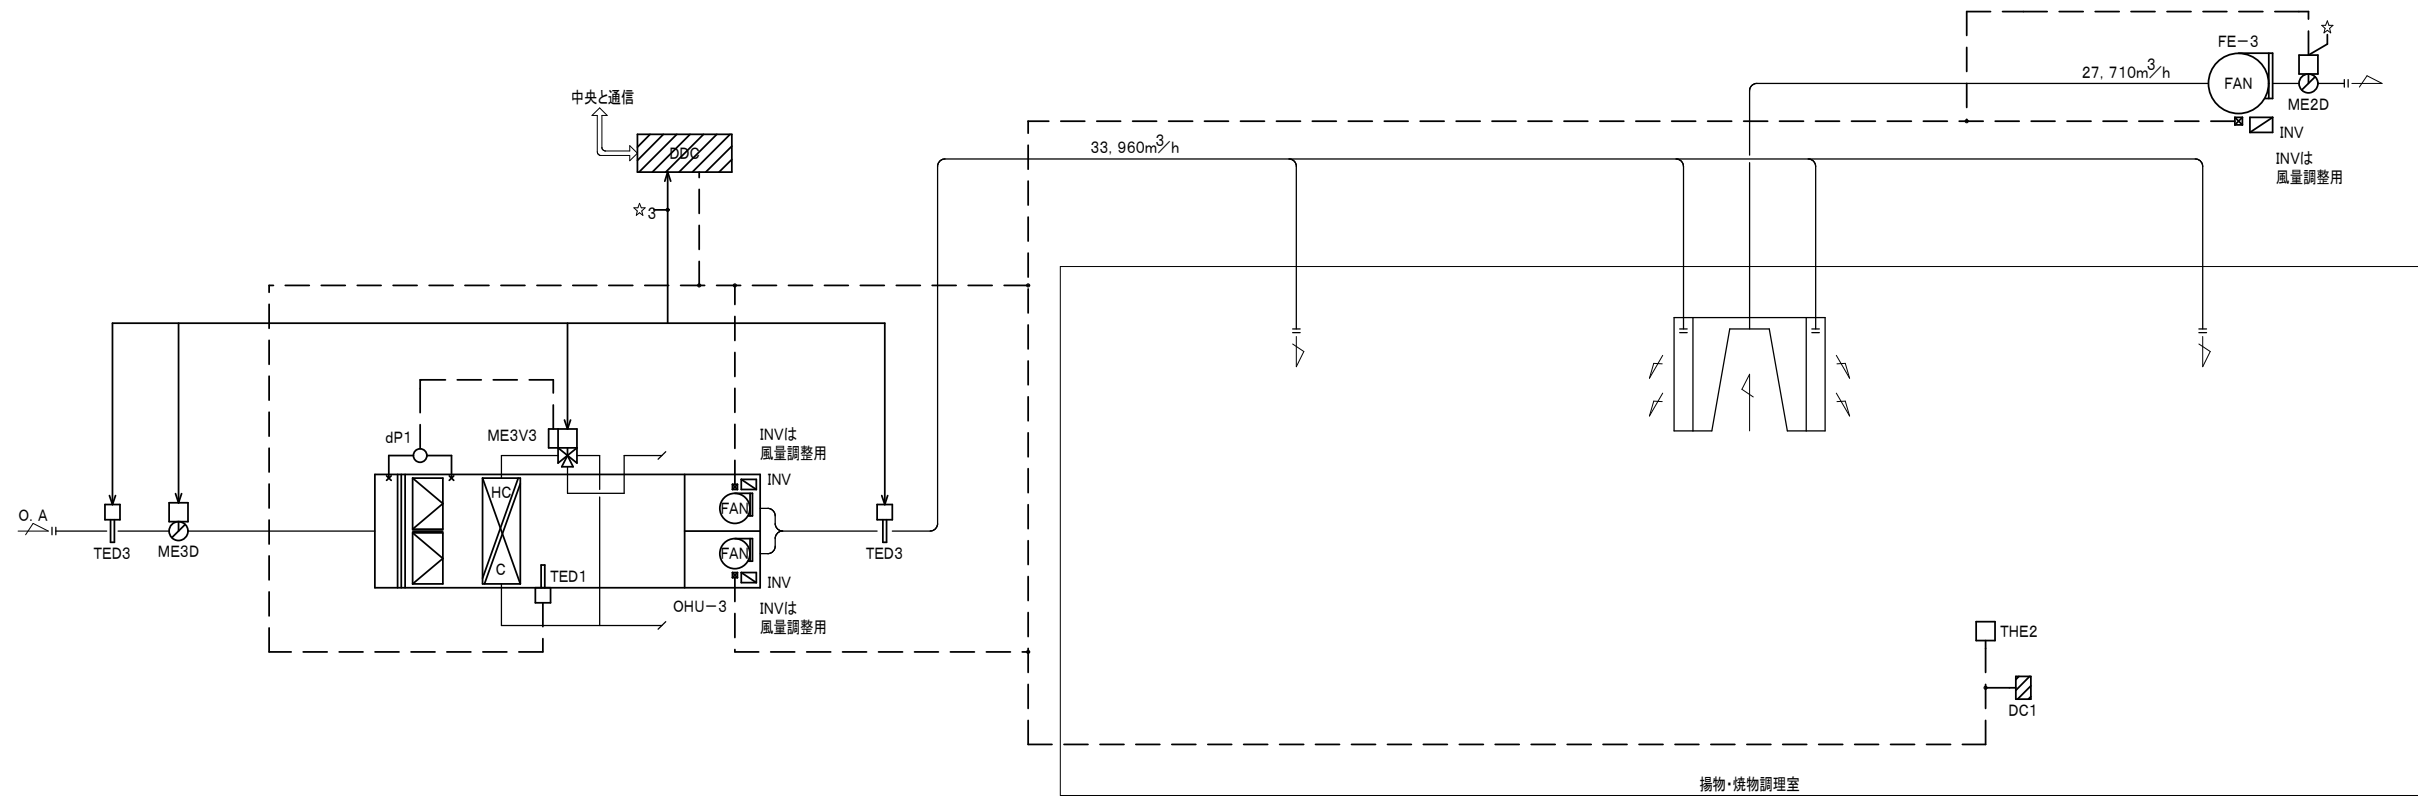 FE-3
☆
FAN
ME2D
27,710m³/h
INV
INVは
風量調整用
中央と通信
DDC
33,960m³/h
☆3
dP1
ME3V3
INVは
風量調整用
INV
HC
FAN
O.A
TED3
ME3D
FAN
TED3
C
TED1
INV
OHU-3
INVは
風量調整用
THE2
DC1
揚物・焼物調理室